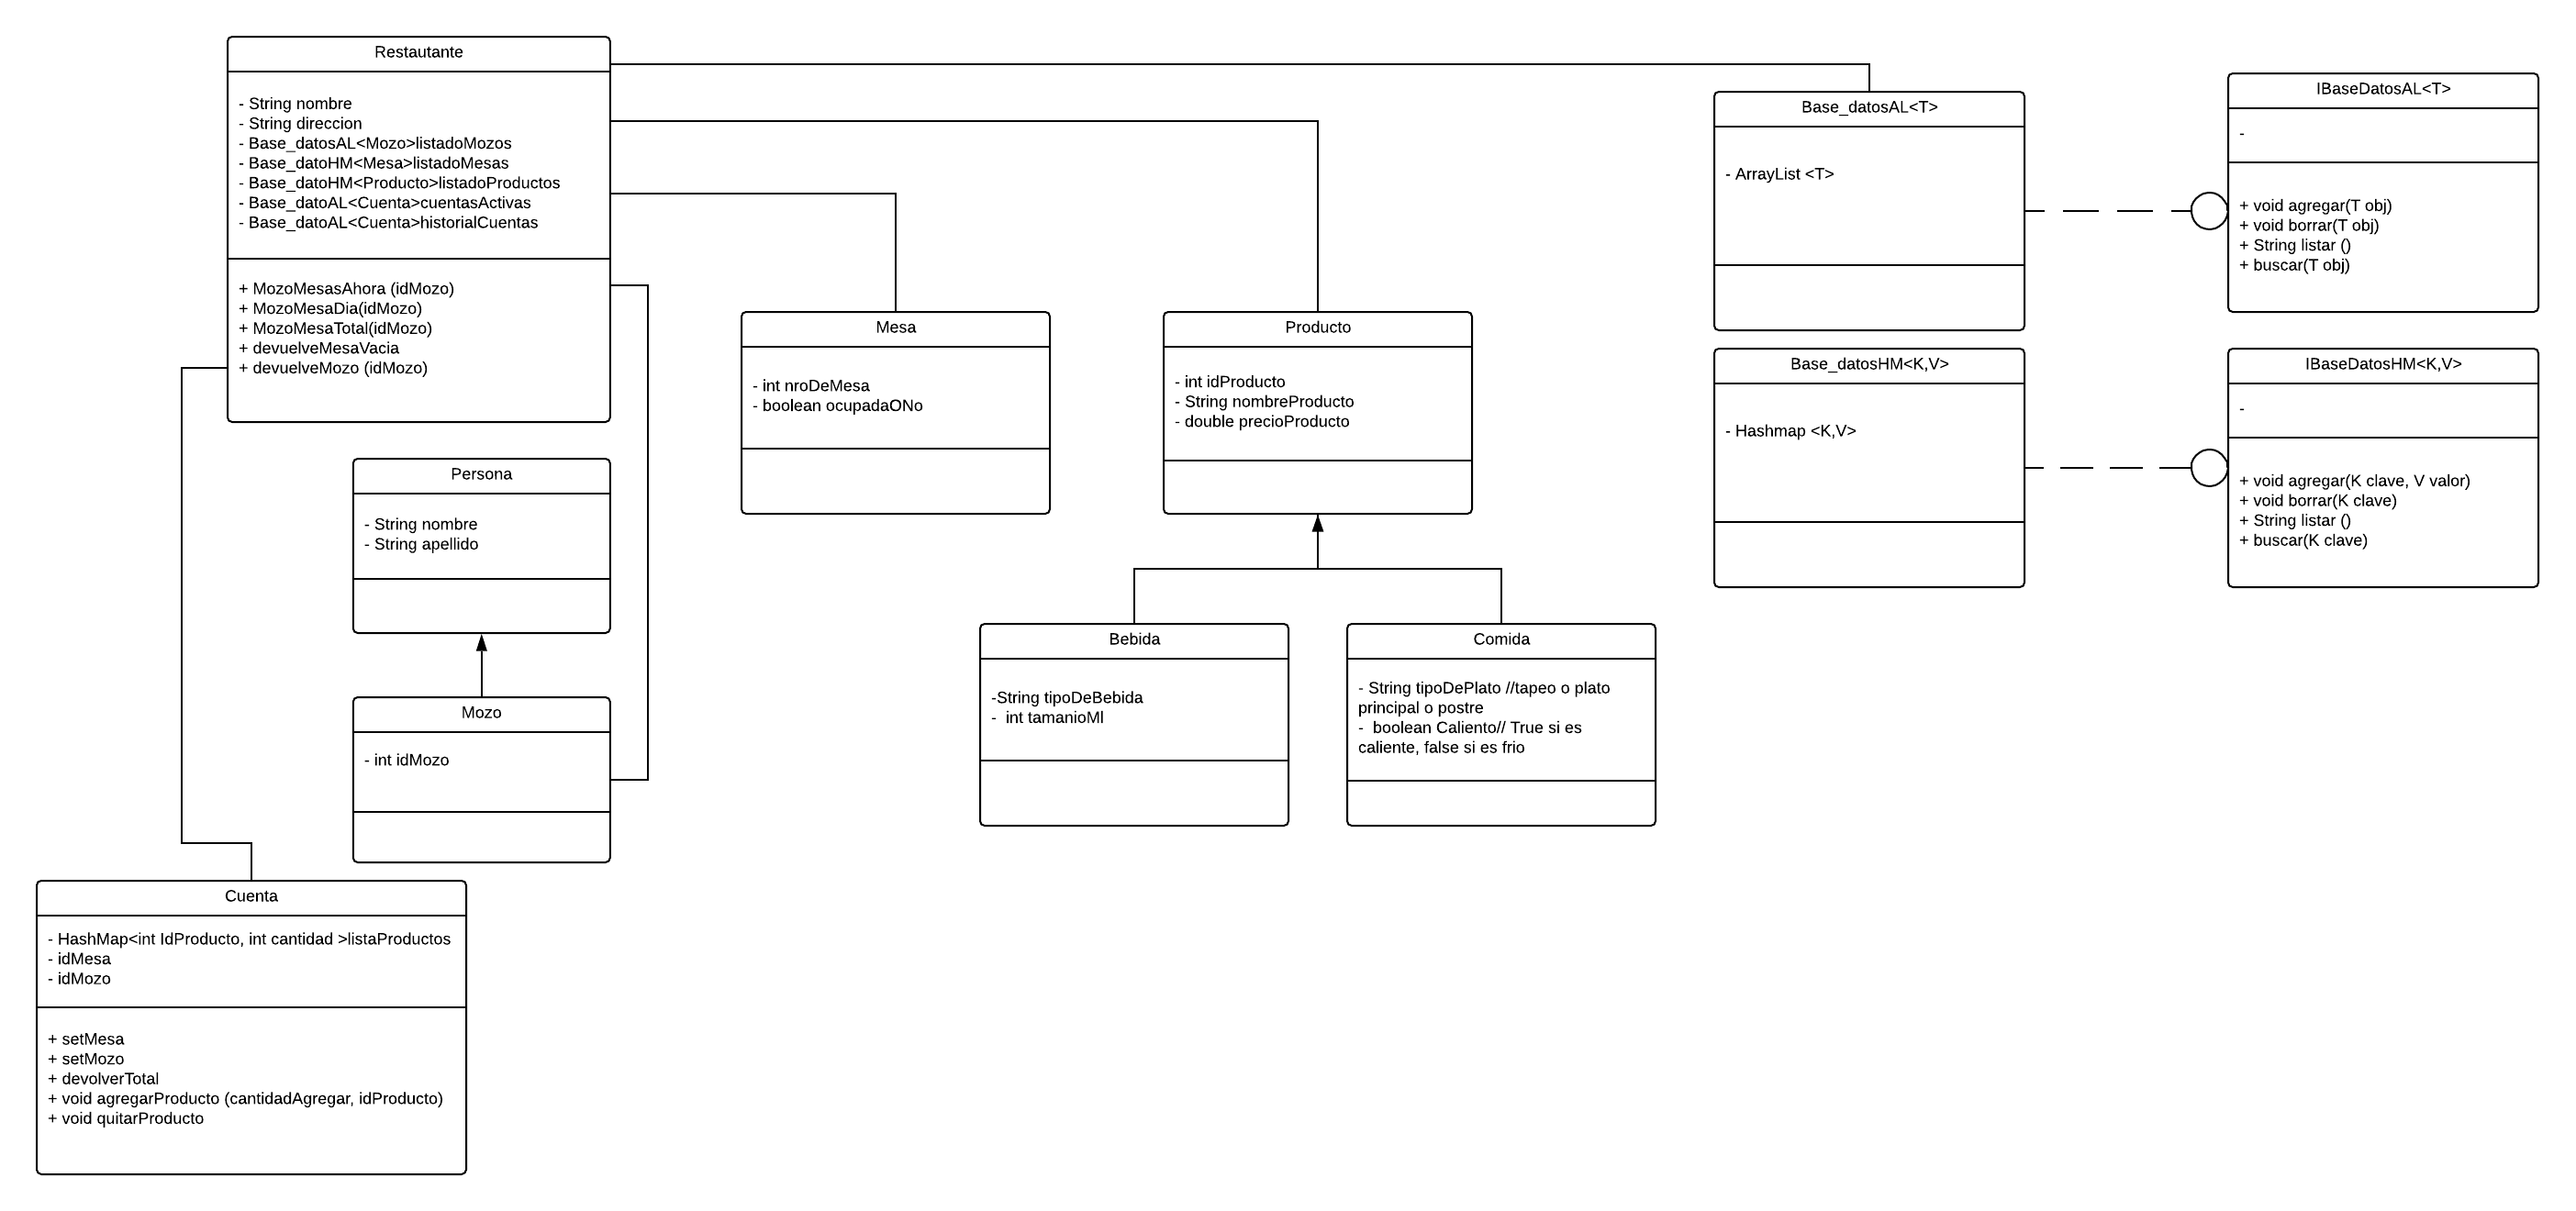 Restautante
- String nombre
- String direccion
- Base_datosAL<Mozo>listadoMozos
- Base_datoHM<Mesa>listadoMesas
- Base_datoHM<Producto>listadoProductos
- Base_datoAL<Cuenta>cuentasActivas
- Base_datoAL<Cuenta>historialCuentas
+ MozoMesasAhora (idMozo)
+ MozoMesaDia(idMozo)
+ MozoMesaTotal(idMozo)
+ devuelveMesaVacia
+ devuelveMozo (idMozo)
Base_datosAL<T>
- ArrayList <T>
IBaseDatosAL<T>
-
+ void agregar(T obj)
+ void borrar(T obj)
+ String listar ()
+ buscar(T obj)
Mesa
- int nroDeMesa
- boolean ocupadaONo
Producto
- int idProducto
- String nombreProducto
- double precioProducto
Base_datosHM<K,V>
- Hashmap <K,V>
IBaseDatosHM<K,V>
-
+ void agregar(K clave, V valor)
+ void borrar(K clave)
+ String listar ()
+ buscar(K clave)
Persona
- String nombre
- String apellido
Bebida
-String tipoDeBebida
-  int tamanioMl
Comida
- String tipoDePlato //tapeo o plato
principal o postre
-  boolean Caliento// True si es
caliente, false si es frio
Mozo
- int idMozo
Cuenta
- HashMap<int IdProducto, int cantidad >listaProductos
- idMesa
- idMozo
+ setMesa
+ setMozo
+ devolverTotal
+ void agregarProducto (cantidadAgregar, idProducto)
+ void quitarProducto